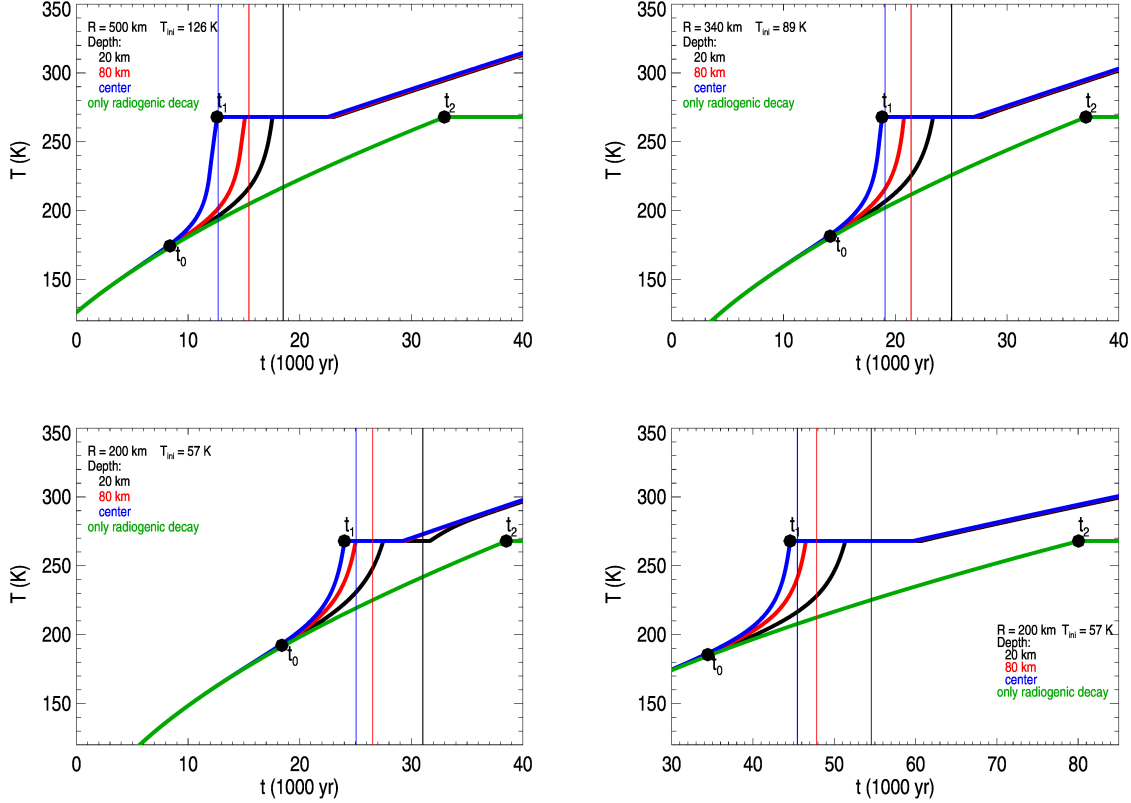 R = 500 km T_ini = 126 K
Depth:
20 km
80 km
center
only radiogenic decay
t_0
t_1
t_2
T (K)
350
300
250
200
150
0 10 20 30 40
t (1000 yr)
R = 340 km T_ini = 89 K
Depth:
20 km
80 km
center
only radiogenic decay
t_0
t_1
t_2
T (K)
350
300
250
200
150
0 10 20 30 40
t (1000 yr)
R = 200 km T_ini = 57 K
Depth:
20 km
80 km
center
only radiogenic decay
t_0
t_1
t_2
T (K)
350
300
250
200
150
0 10 20 30 40
t (1000 yr)
T (K)
350
300
250
200
150
t_0
t_1
t_2
R = 200 km T_ini = 57 K
Depth:
20 km
80 km
center
only radiogenic decay
30 40 50 60 70 80
t (1000 yr)